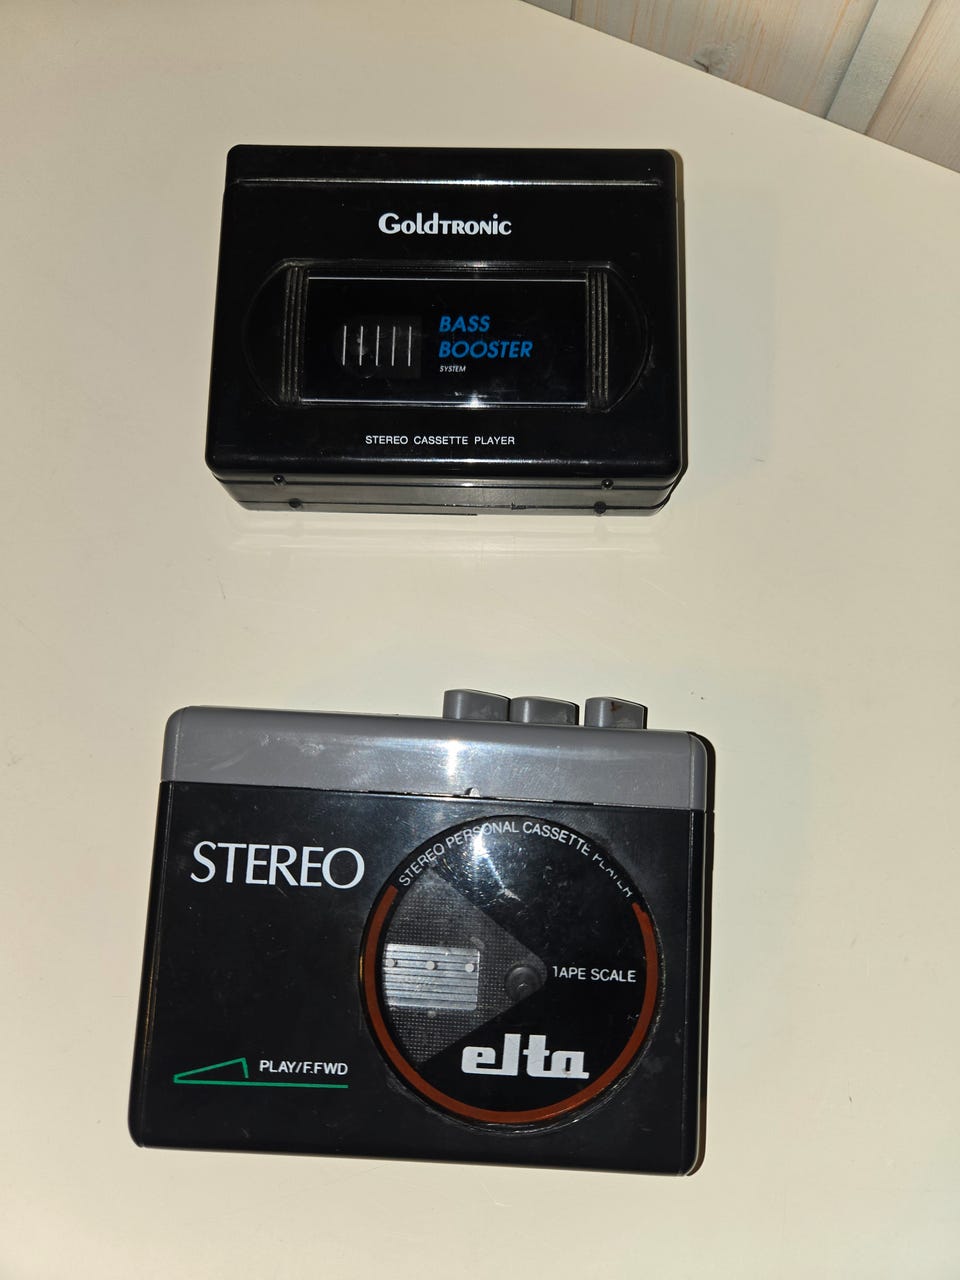 GoldTRONIC
BASS
BOOSTER
SYSTEM
STEREO CASSETTE PLAYER
STEREO
STEREO PERSONAL CASSETTE PLAYER
TAPE SCALE
elta
PLAY/F.FWD